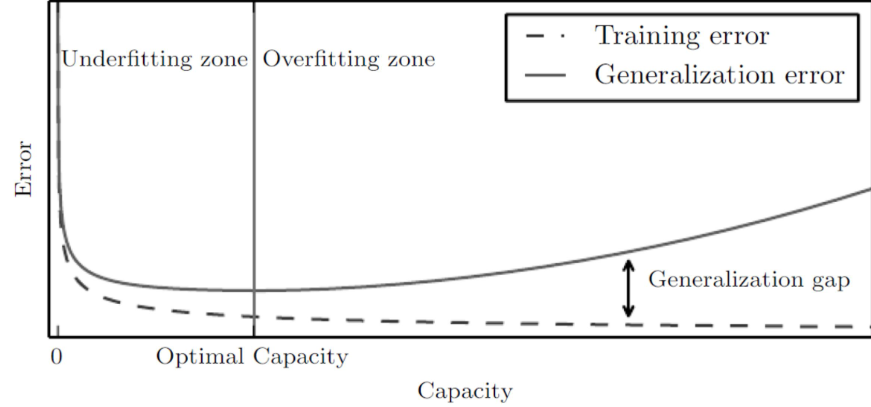 Underfitting zone
Overfitting zone
Training error
Generalization error
Error
Generalization gap
0
Optimal Capacity
Capacity